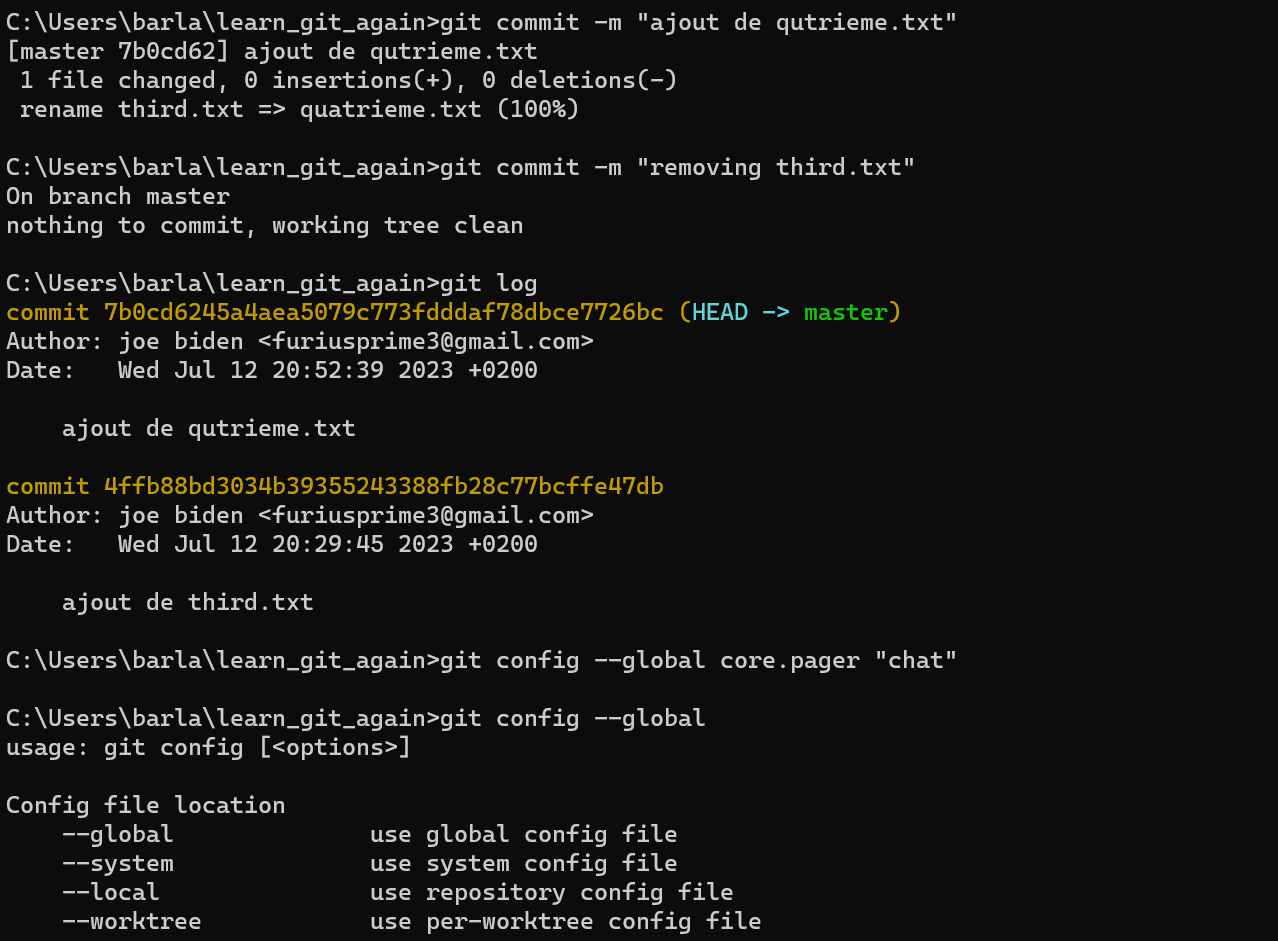 C:\Users\barla\learn_git_again>git commit -m "ajout de qutrieme.txt"
[master 7b0cd62] ajout de qutrieme.txt
 1 file changed, 0 insertions(+), 0 deletions(-)
 rename third.txt => quatrieme.txt (100%)

C:\Users\barla\learn_git_again>git commit -m "removing third.txt"
On branch master
nothing to commit, working tree clean

C:\Users\barla\learn_git_again>git log
commit 7b0cd6245a4aea5079c773fdddaf78dbce7726bc (HEAD -> master)
Author: joe biden <furiusprime3@gmail.com>
Date:   Wed Jul 12 20:52:39 2023 +0200

    ajout de qutrieme.txt

commit 4ffb88bd3034b39355243388fb28c77bcffe47db
Author: joe biden <furiusprime3@gmail.com>
Date:   Wed Jul 12 20:29:45 2023 +0200

    ajout de third.txt

C:\Users\barla\learn_git_again>git config --global core.pager "chat"

C:\Users\barla\learn_git_again>git config --global
usage: git config [<options>]

Config file location
    --global              use global config file
    --system              use system config file
    --local               use repository config file
    --worktree            use per-worktree config file